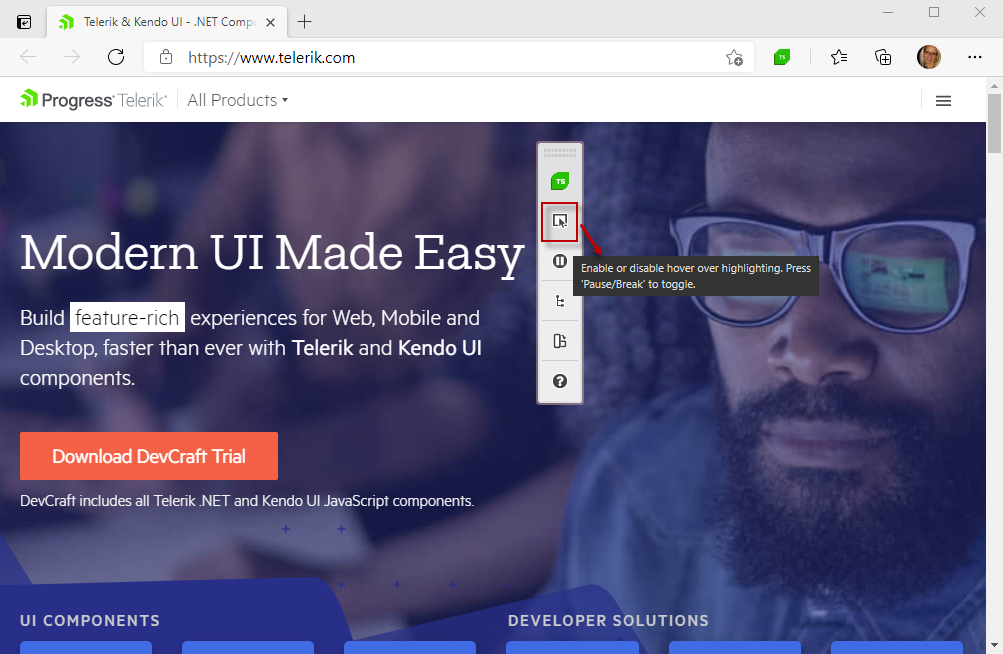 Telerik & Kendo UI - .NET Compo
https://www.telerik.com
TS
Progress® Telerik®
All Products
TS
Enable or disable hover over highlighting. Press
'Pause/Break' to toggle.
Modern UI Made Easy
Build feature-rich experiences for Web, Mobile and
Desktop, faster than ever with Telerik and Kendo UI
components.
Download DevCraft Trial
DevCraft includes all Telerik .NET and Kendo UI JavaScript components.
UI COMPONENTS
DEVELOPER SOLUTIONS